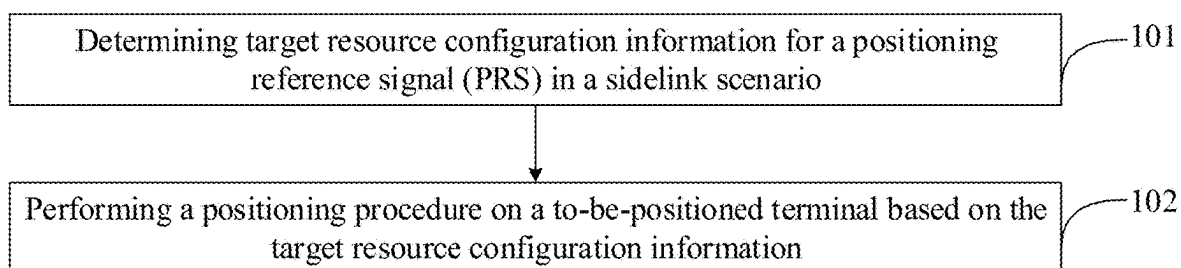 Determining target resource configuration information for a positioning
reference signal (PRS) in a sidelink scenario
101
Performing a positioning procedure on a to-be-positioned terminal based on the
target resource configuration information
102